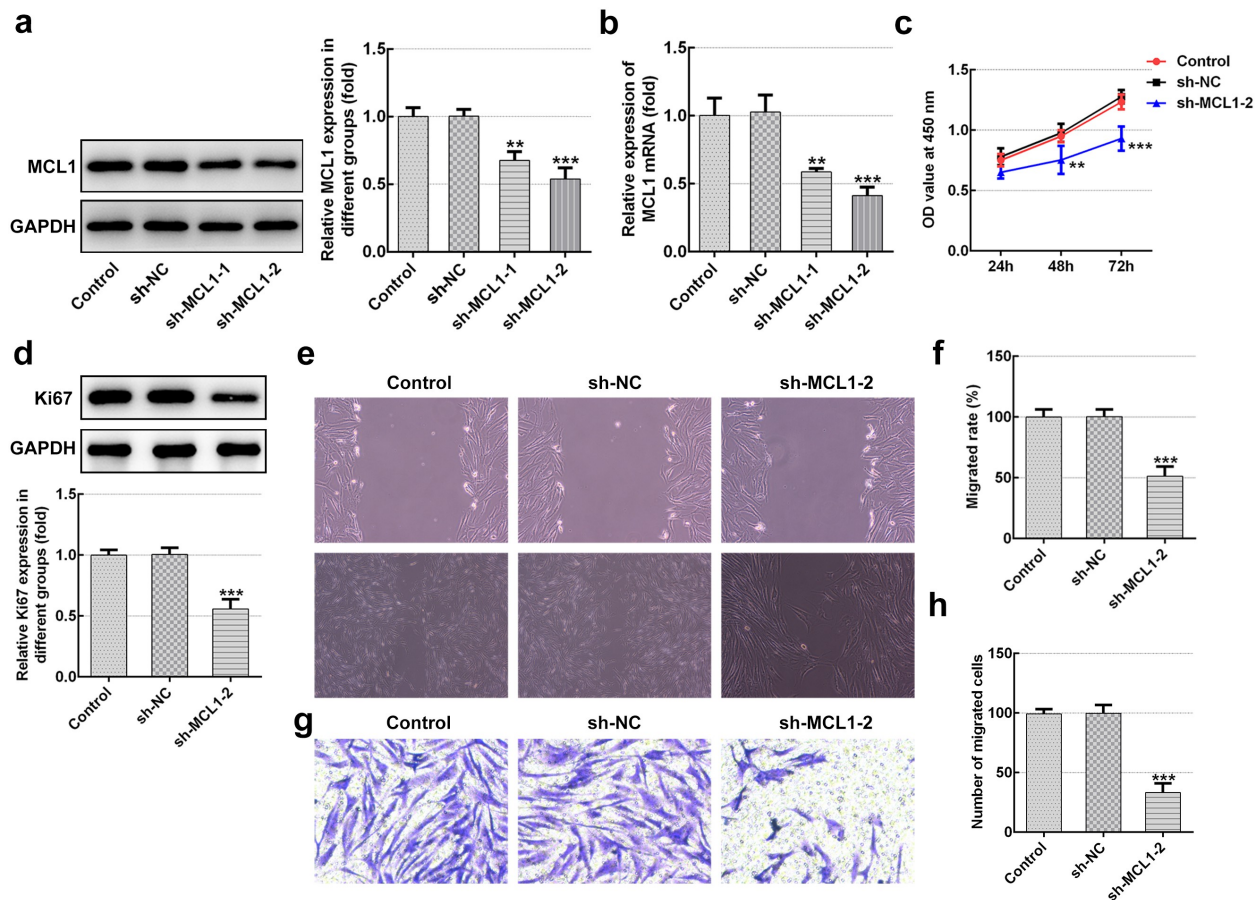 a
MCL1
GAPDH
Control
sh-NC
sh-MCL1-1
sh-MCL1-2
Relative MCL1 expression in
different groups (fold)
1.5
1.0
0.5
0.0
**
***
Control
sh-NC
sh-MCL1-1
sh-MCL1-2
b
Relative expression of
MCL1 mRNA (fold)
1.5
1.0
0.5
0.0
**
***
Control
sh-NC
sh-MCL1-1
sh-MCL1-2
c
OD value at 450 nm
1.5
1.0
0.5
0.0
**
***
24h
48h
72h
Control
sh-NC
sh-MCL1-2
d
Ki67
GAPDH
Relative Ki67 expression in
different groups (fold)
1.5
1.0
0.5
0.0
***
Control
sh-NC
sh-MCL1-2
e
Control
sh-NC
sh-MCL1-2
f
Migrated rate (%)
150
100
50
0
***
Control
sh-NC
sh-MCL1-2
g
Control
sh-NC
sh-MCL1-2
h
Number of migrated cells
150
100
50
0
***
Control
sh-NC
sh-MCL1-2